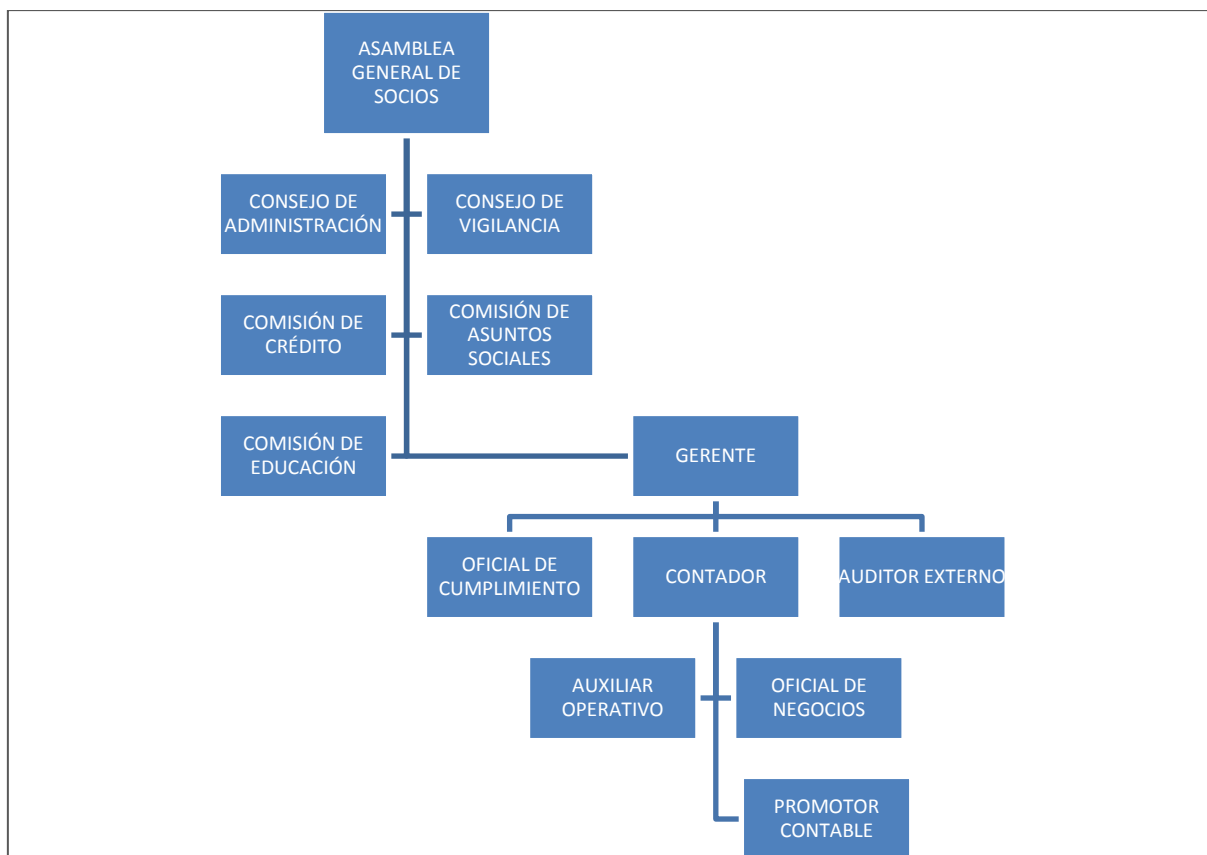 ASAMBLEA
GENERAL DE
SOCIOS
CONSEJO DE
ADMINISTRACIÓN
CONSEJO DE
VIGILANCIA
COMISIÓN DE
CRÉDITO
COMISIÓN DE
ASUNTOS
SOCIALES
COMISIÓN DE
EDUCACIÓN
GERENTE
OFICIAL DE
CUMPLIMIENTO
CONTADOR
AUDITOR EXTERNO
AUXILIAR
OPERATIVO
OFICIAL DE
NEGOCIOS
PROMOTOR
CONTABLE